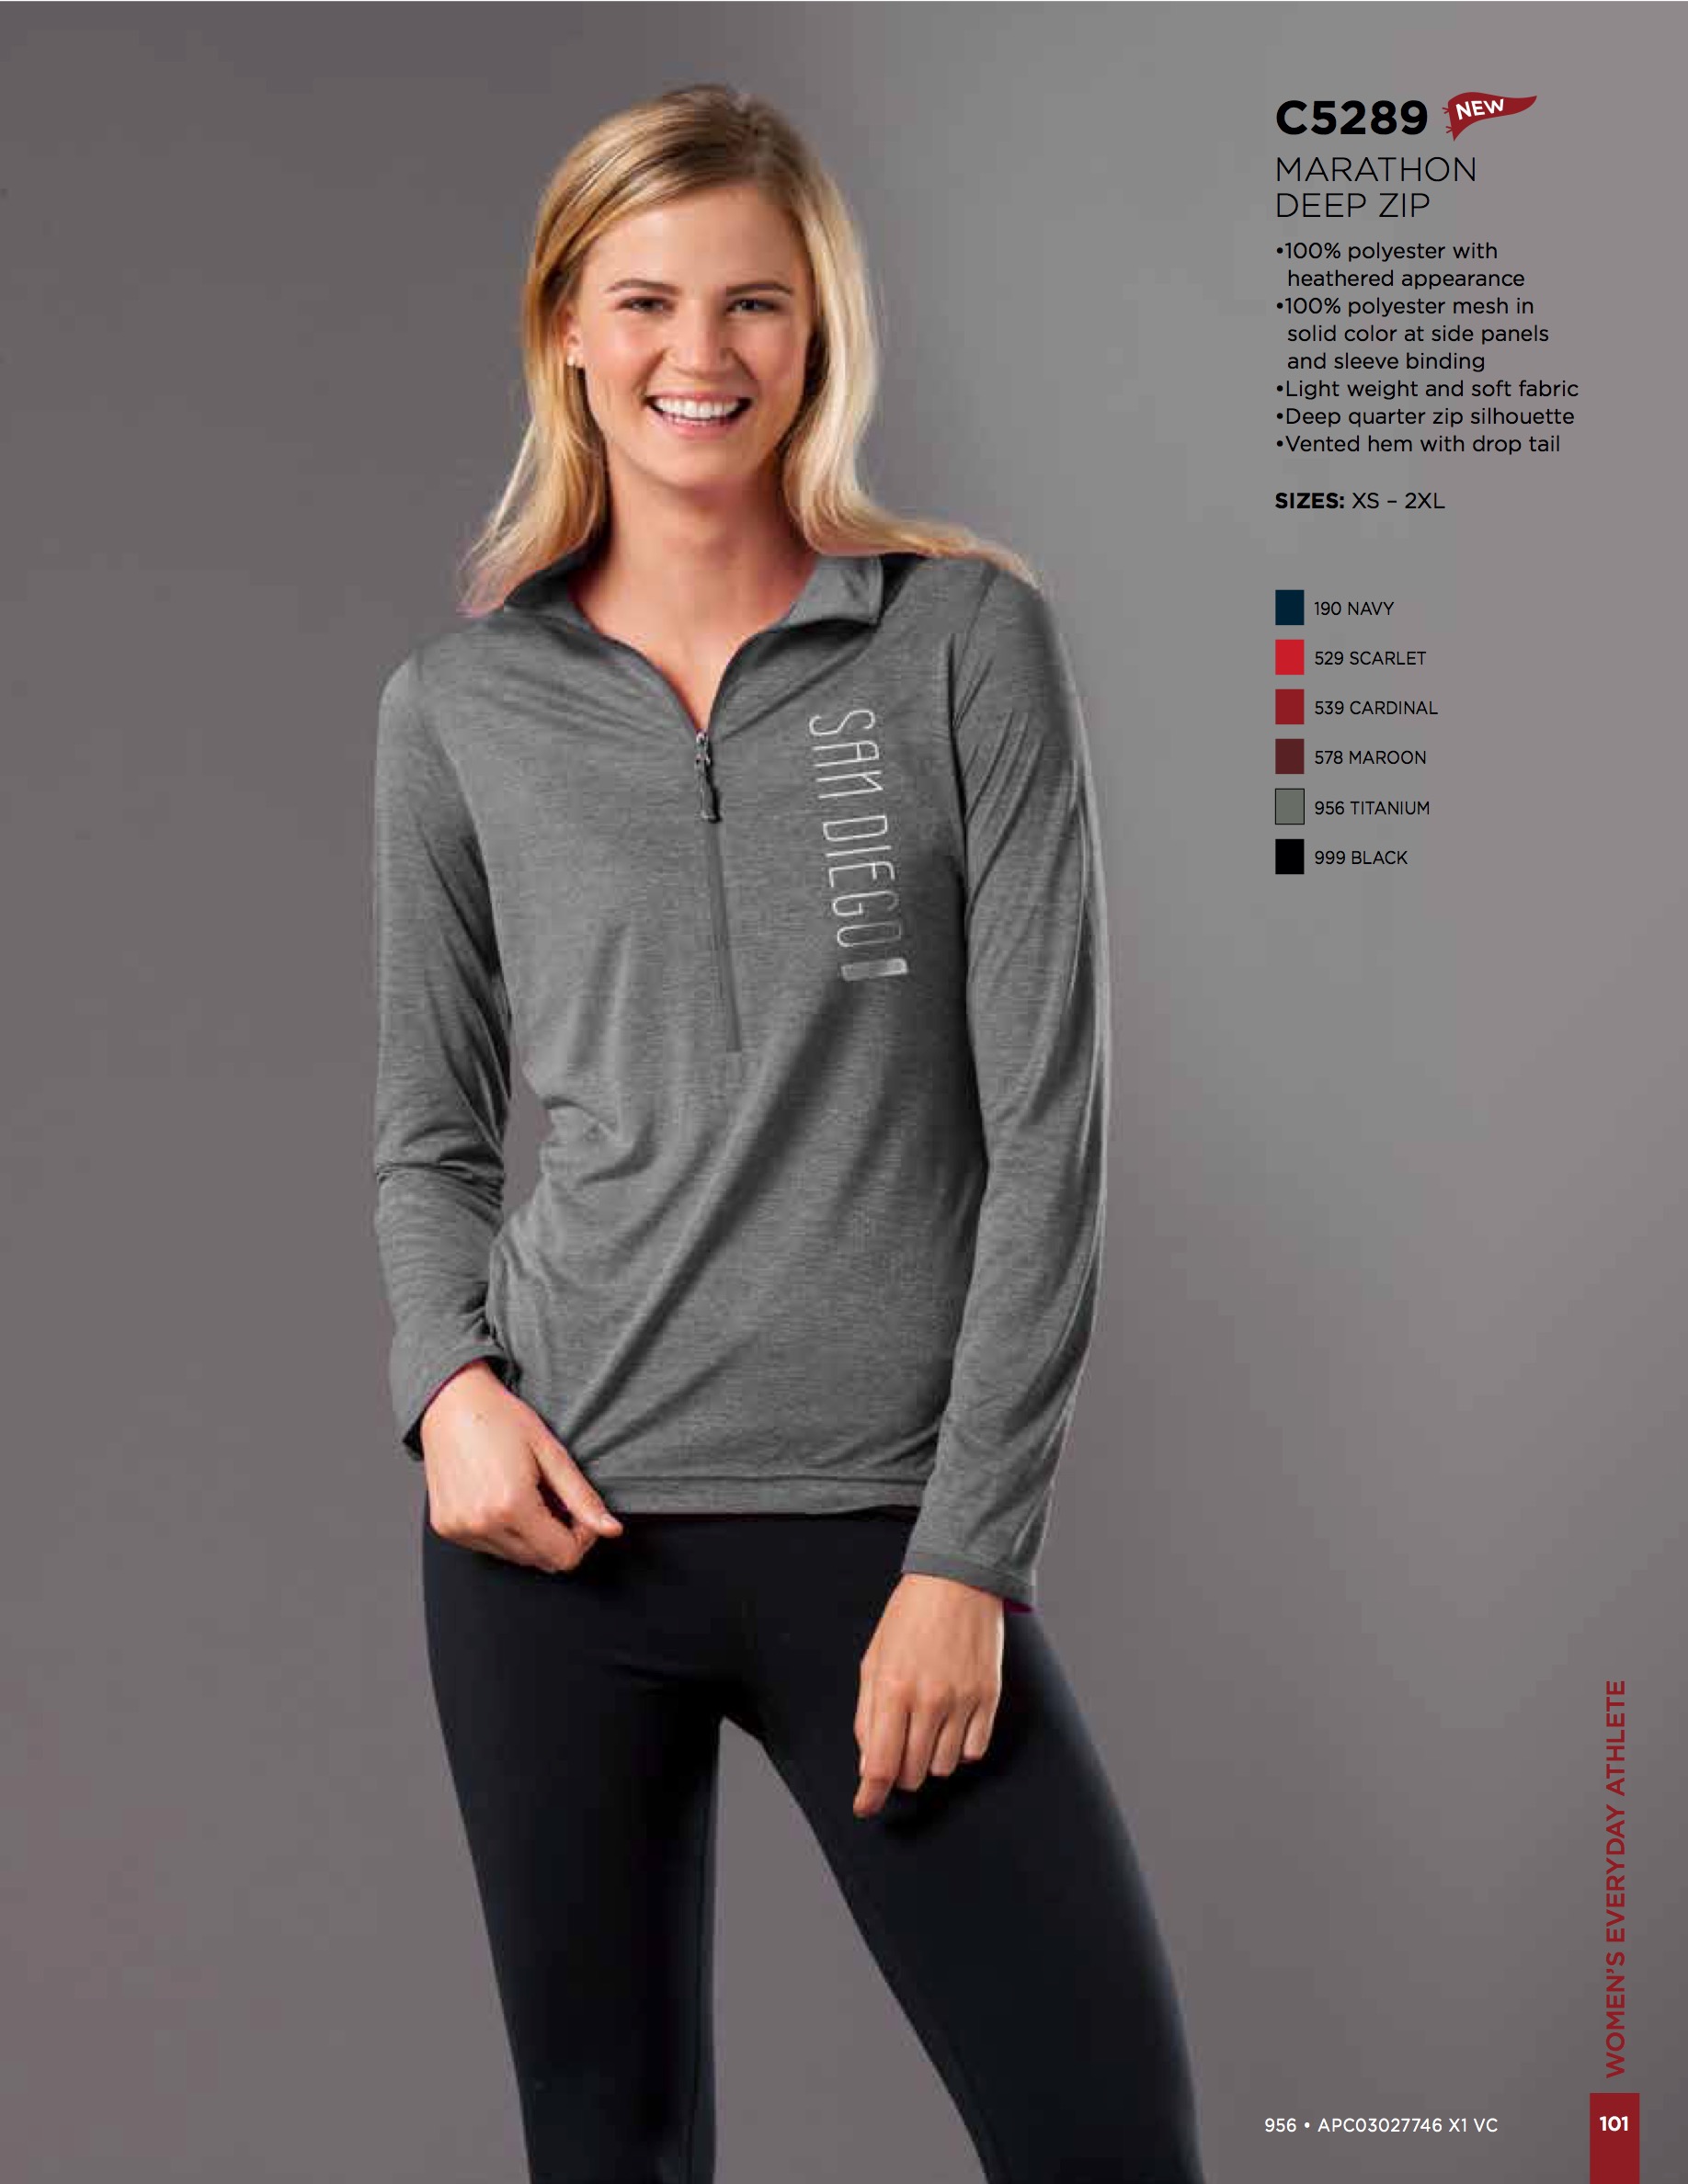 C5289
NEW
MARATHON
DEEP ZIP
•100% polyester with
heathered appearance
•100% polyester mesh in
solid color at side panels
and sleeve binding
•Light weight and soft fabric
•Deep quarter zip silhouette
•Vented hem with drop tail
SIZES: XS – 2XL
190 NAVY
529 SCARLET
539 CARDINAL
578 MAROON
956 TITANIUM
999 BLACK
SAN DIEGO
WOMEN'S EVERYDAY ATHLETE
956 • APC03027746 X1 VC
101